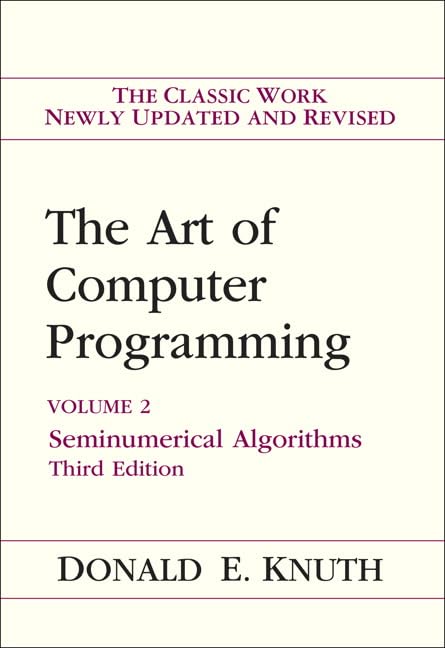 The Classic Work
Newly Updated and Revised
The Art of
Computer
Programming
VOLUME 2
Seminumerical Algorithms
Third Edition
DONALD E. KNUTH